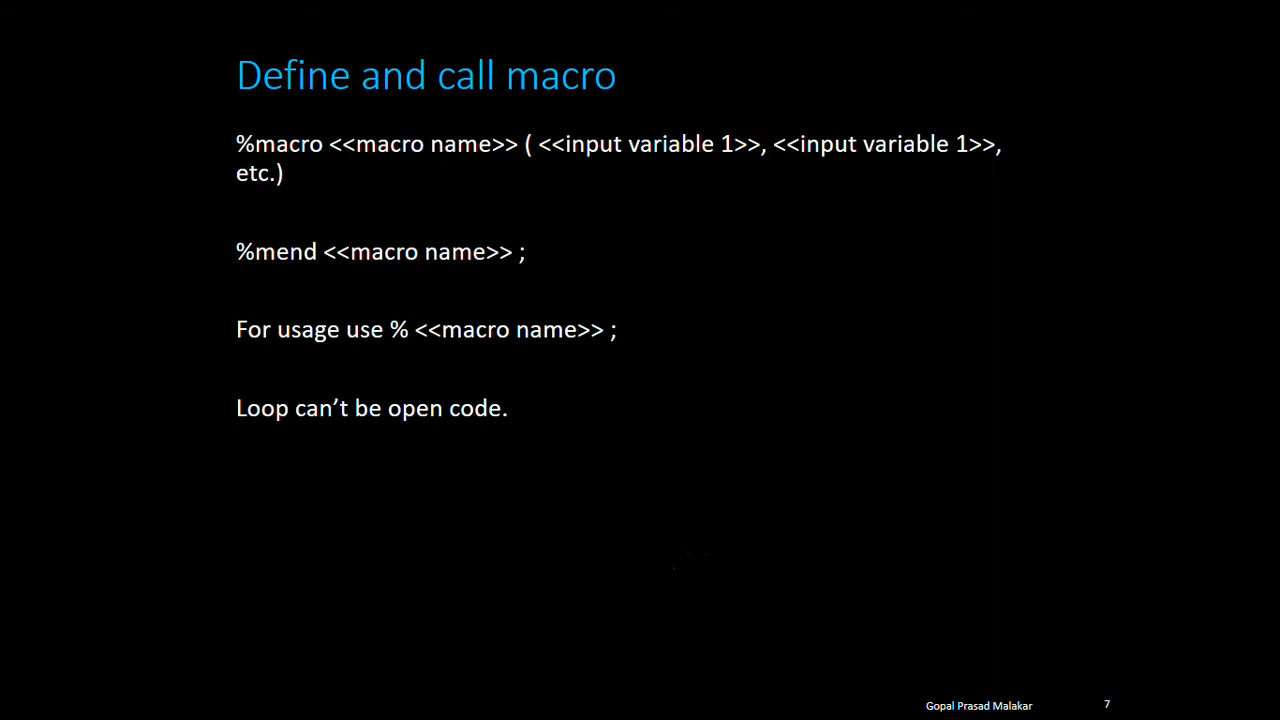 Define and call macro
%macro <<macro name>> ( <<input variable 1>>, <<input variable 1>>,
etc.)
%mend <<macro name>> ;
For usage use % <<macro name>> ;
Loop can’t be open code.
Gopal Prasad Malakar 7